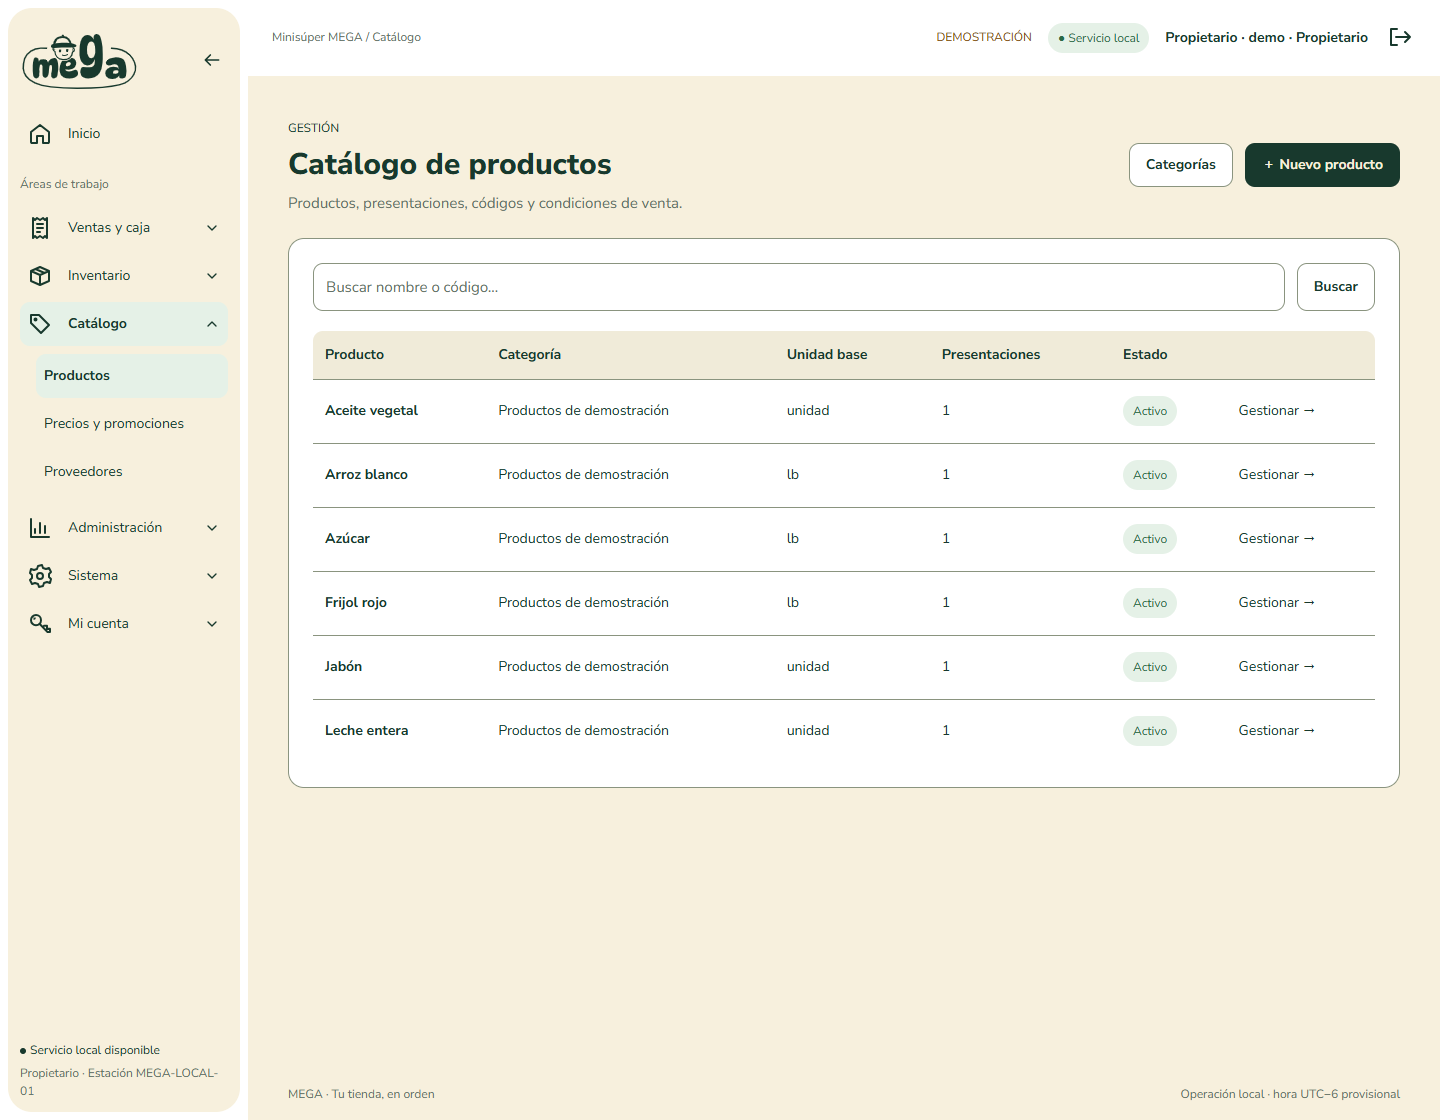 mega
Minisúper MEGA / Catálogo
DEMOSTRACIÓN
● Servicio local
Propietario · demo · Propietario
Inicio
Áreas de trabajo
Ventas y caja
Inventario
Catálogo
Productos
Precios y promociones
Proveedores
Administración
Sistema
Mi cuenta
● Servicio local disponible
Propietario · Estación MEGA-LOCAL-
01
GESTIÓN
Catálogo de productos
Productos, presentaciones, códigos y condiciones de venta.
Categorías
+ Nuevo producto
Buscar nombre o código...
Buscar
Producto Categoría Unidad base Presentaciones Estado
Aceite vegetal Productos de demostración unidad 1 Activo Gestionar →
Arroz blanco Productos de demostración lb 1 Activo Gestionar →
Azúcar Productos de demostración lb 1 Activo Gestionar →
Frijol rojo Productos de demostración lb 1 Activo Gestionar →
Jabón Productos de demostración unidad 1 Activo Gestionar →
Leche entera Productos de demostración unidad 1 Activo Gestionar →
MEGA · Tu tienda, en orden
Operación local · hora UTC−6 provisional